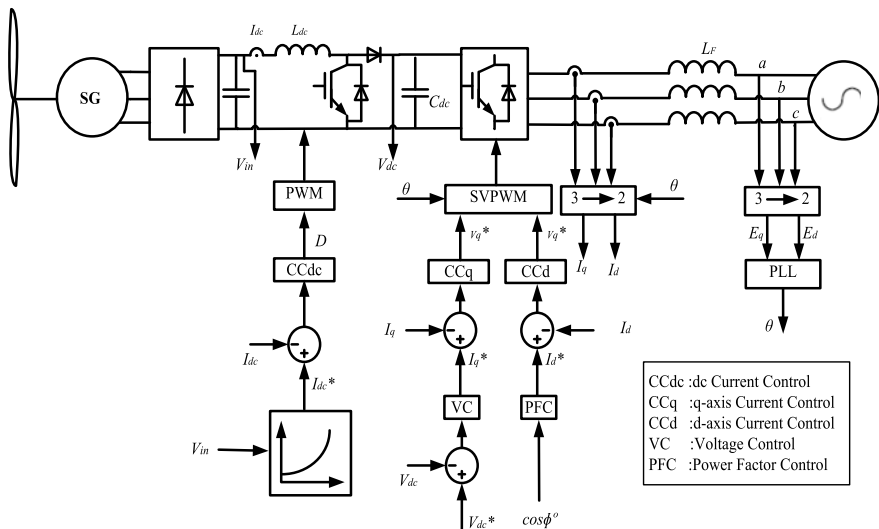 Idc
Ldc
LF
a
b
c
SG
Cdc
Vin
Vdc
PWM
θ
SVPWM
3 → 2
θ
3 → 2
D
Vq*
Vq*
Iq
Id
Eq
Ed
CCdc
CCq
CCd
PLL
Idc
Iq
Id
θ
Idc*
Iq*
Id*
VC
PFC
Vin
Vdc
Vdc*
cosϕº
CCdc :dc Current Control
CCq :q-axis Current Control
CCd :d-axis Current Control
VC :Voltage Control
PFC :Power Factor Control